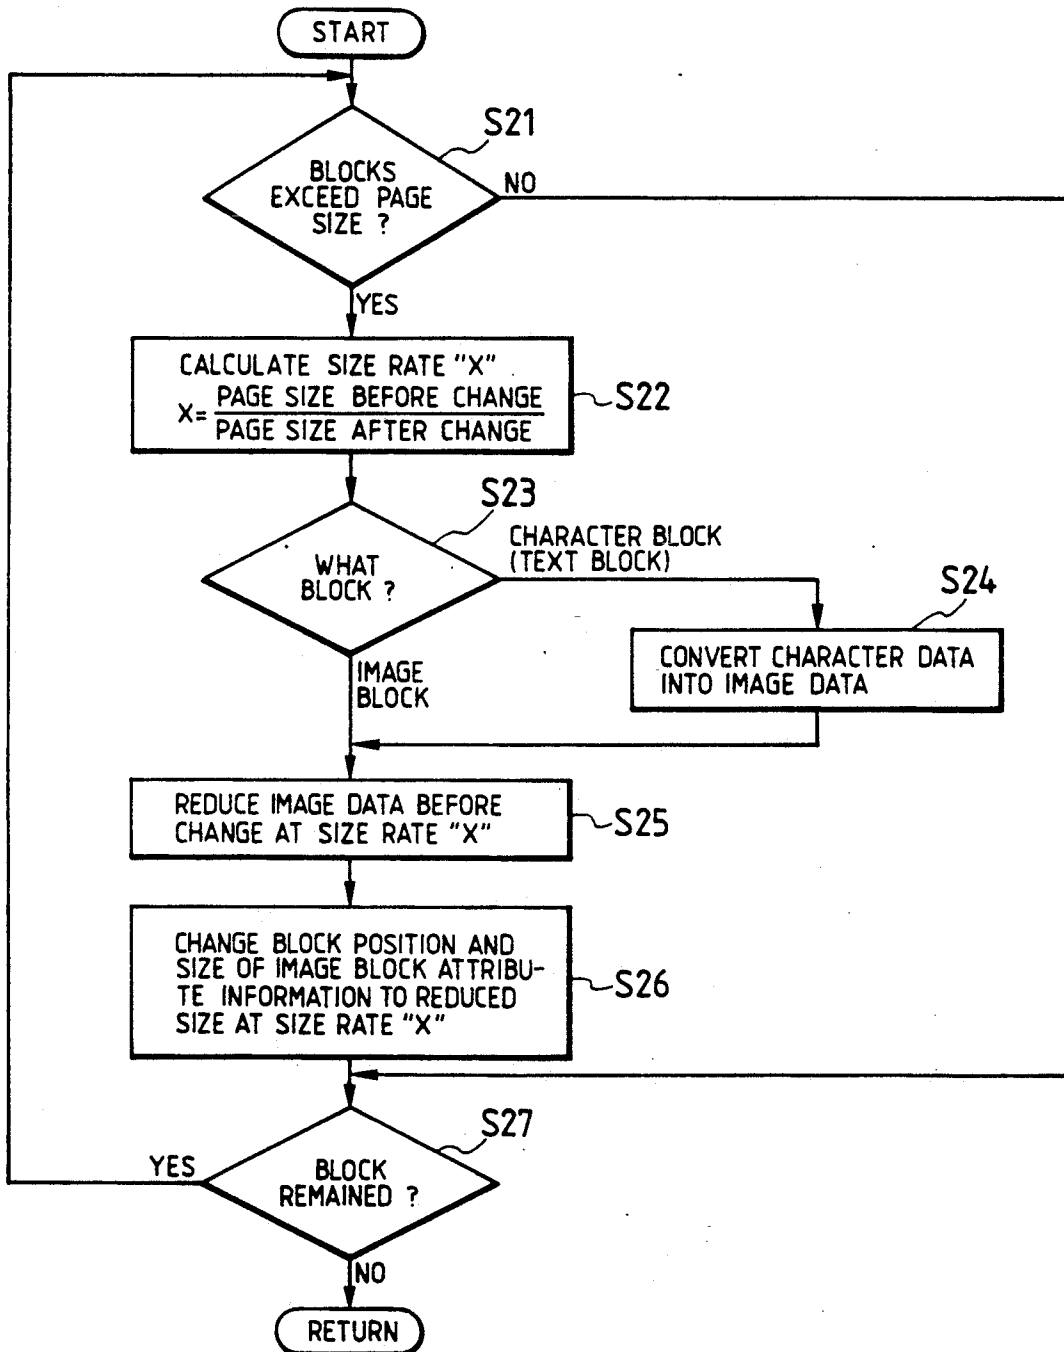 START
S21
BLOCKS
EXCEED PAGE
SIZE ?
NO
YES
CALCULATE SIZE RATE "X"
X= PAGE SIZE BEFORE CHANGE
PAGE SIZE AFTER CHANGE
S22
S23
WHAT
BLOCK ?
CHARACTER BLOCK
(TEXT BLOCK)
S24
CONVERT CHARACTER DATA
INTO IMAGE DATA
IMAGE
BLOCK
REDUCE IMAGE DATA BEFORE
CHANGE AT SIZE RATE "X"
S25
CHANGE BLOCK POSITION AND
SIZE OF IMAGE BLOCK ATTRIBU-
TE INFORMATION TO REDUCED
SIZE AT SIZE RATE "X"
S26
S27
YES
BLOCK
REMAINED ?
NO
RETURN